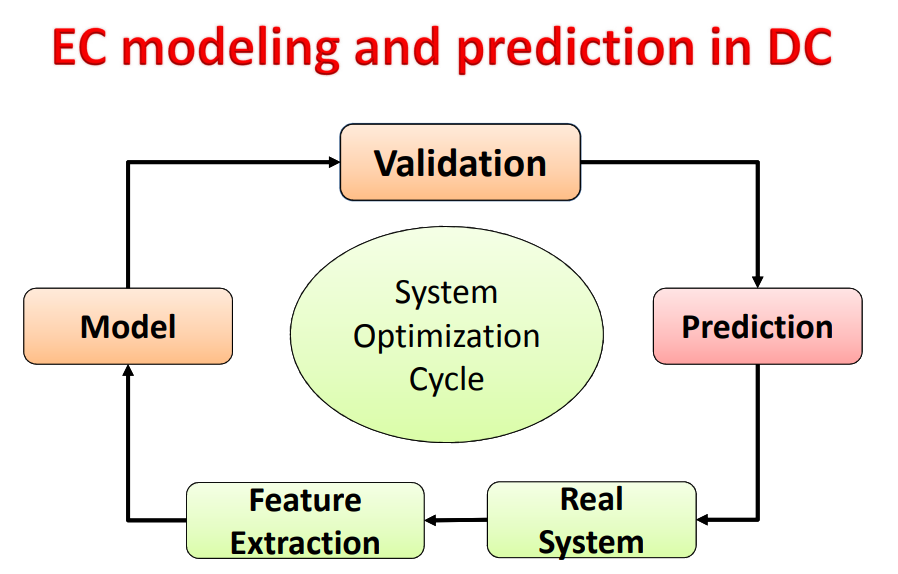 EC modeling and prediction in DC
Validation
System
Optimization
Cycle
Model
Prediction
Feature
Extraction
Real
System